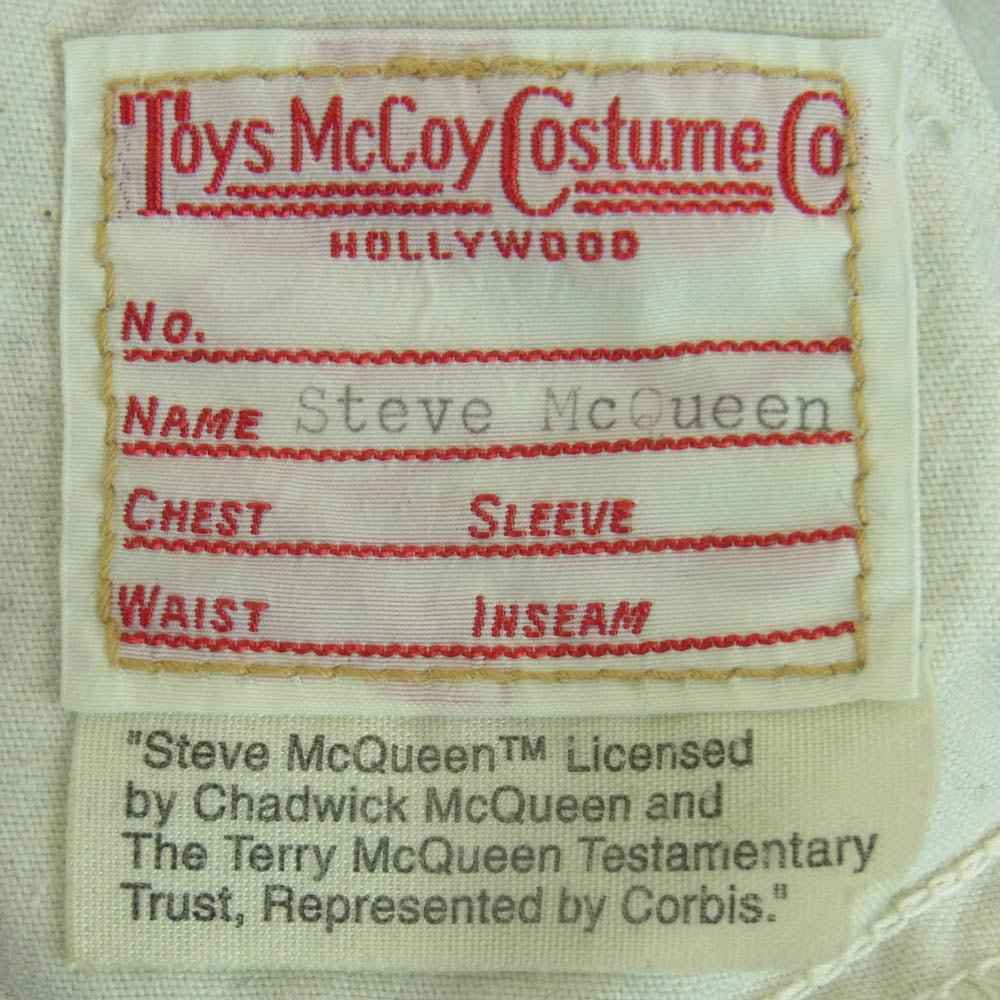 Toys McCoy Costume Co
HOLLYWOOD
No.
NAME Steve McQueen
CHEST SLEEVE
WAIST INSEAM
"Steve McQueen™ Licensed
by Chadwick McQueen and
The Terry McQueen Testamentary
Trust, Represented by Corbis."